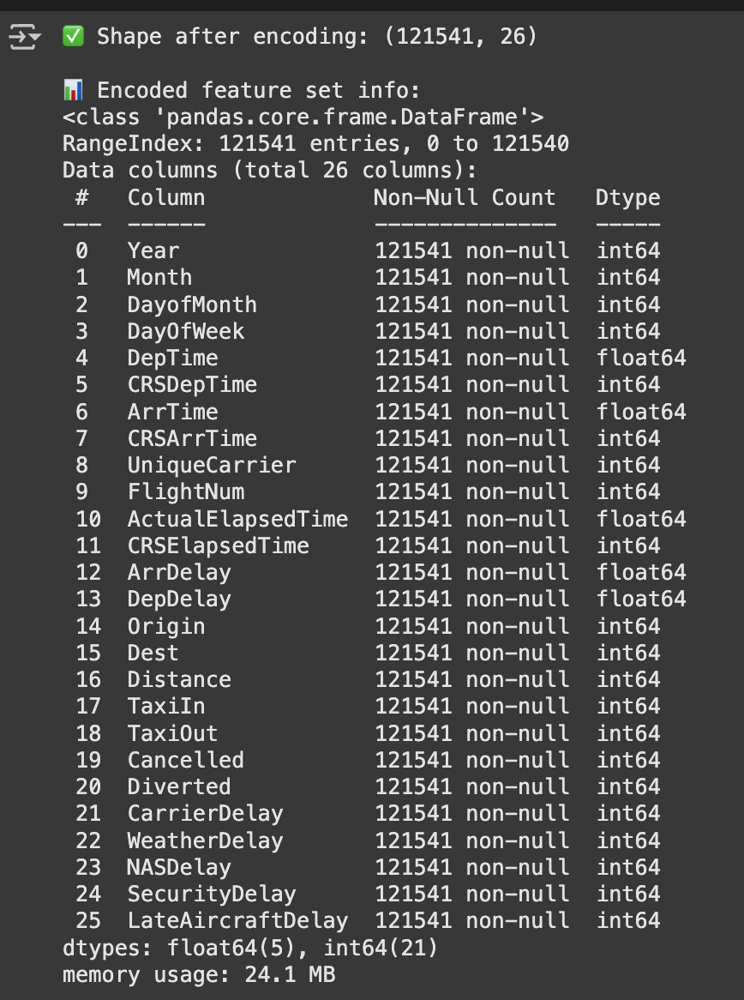 ✅ Shape after encoding: (121541, 26)
📊 Encoded feature set info:
<class 'pandas.core.frame.DataFrame'>
RangeIndex: 121541 entries, 0 to 121540
Data columns (total 26 columns):
 #   Column             Non-Null Count   Dtype
---  ------             --------------   -----
 0   Year               121541 non-null  int64
 1   Month              121541 non-null  int64
 2   DayofMonth         121541 non-null  int64
 3   DayOfWeek          121541 non-null  int64
 4   DepTime            121541 non-null  float64
 5   CRSDepTime         121541 non-null  int64
 6   ArrTime            121541 non-null  float64
 7   CRSArrTime         121541 non-null  int64
 8   UniqueCarrier      121541 non-null  int64
 9   FlightNum          121541 non-null  int64
 10  ActualElapsedTime  121541 non-null  float64
 11  CRSElapsedTime     121541 non-null  int64
 12  ArrDelay           121541 non-null  float64
 13  DepDelay           121541 non-null  float64
 14  Origin             121541 non-null  int64
 15  Dest               121541 non-null  int64
 16  Distance           121541 non-null  int64
 17  TaxiIn             121541 non-null  int64
 18  TaxiOut            121541 non-null  int64
 19  Cancelled          121541 non-null  int64
 20  Diverted           121541 non-null  int64
 21  CarrierDelay       121541 non-null  int64
 22  WeatherDelay       121541 non-null  int64
 23  NASDelay           121541 non-null  int64
 24  SecurityDelay      121541 non-null  int64
 25  LateAircraftDelay  121541 non-null  int64
dtypes: float64(5), int64(21)
memory usage: 24.1 MB